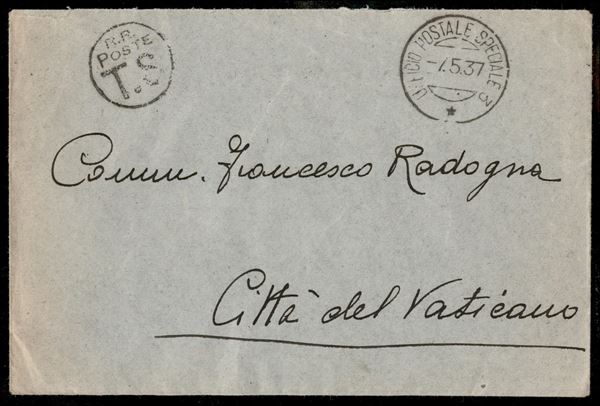 R.R.
POSTE
T.S
UFFICIO POSTALE SPECIALE 3
-7.5.37
Comm. Francesco Radogna
Città del Vaticano